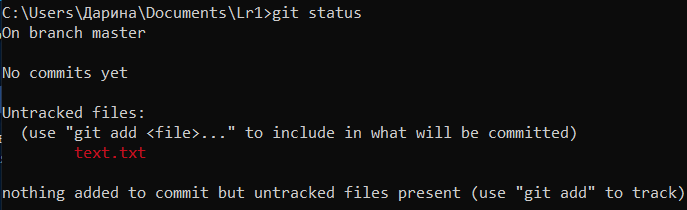 C:\Users\Дарина\Documents\Lr1>git status
On branch master
No commits yet
Untracked files:
(use "git add <file>..." to include in what will be committed)
text.txt
nothing added to commit but untracked files present (use "git add" to track)